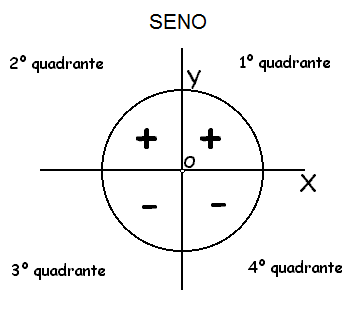 SENO
2º quadrante
1º quadrante
y
+ +
o
x
- -
3º quadrante
4º quadrante